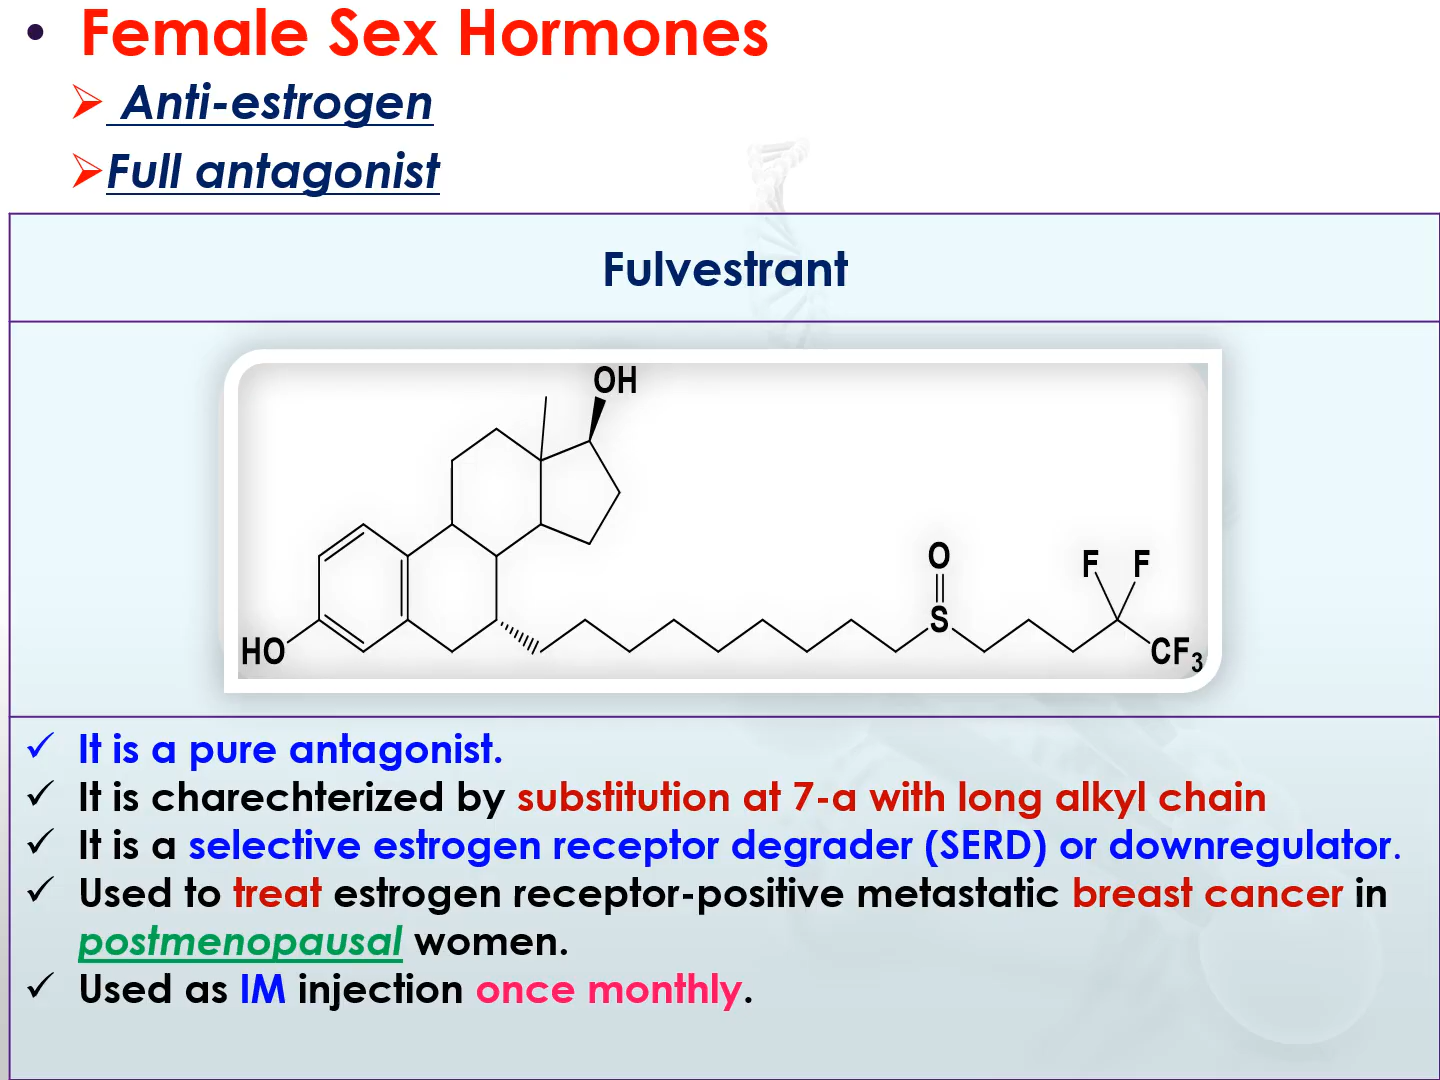 • Female Sex Hormones
➢ Anti-estrogen
➢Full antagonist
Fulvestrant
OH
O
F F
S
HO
CF3
✓ It is a pure antagonist.
✓ It is charechterized by substitution at 7-a with long alkyl chain
✓ It is a selective estrogen receptor degrader (SERD) or downregulator.
✓ Used to treat estrogen receptor-positive metastatic breast cancer in
postmenopausal women.
✓ Used as IM injection once monthly.